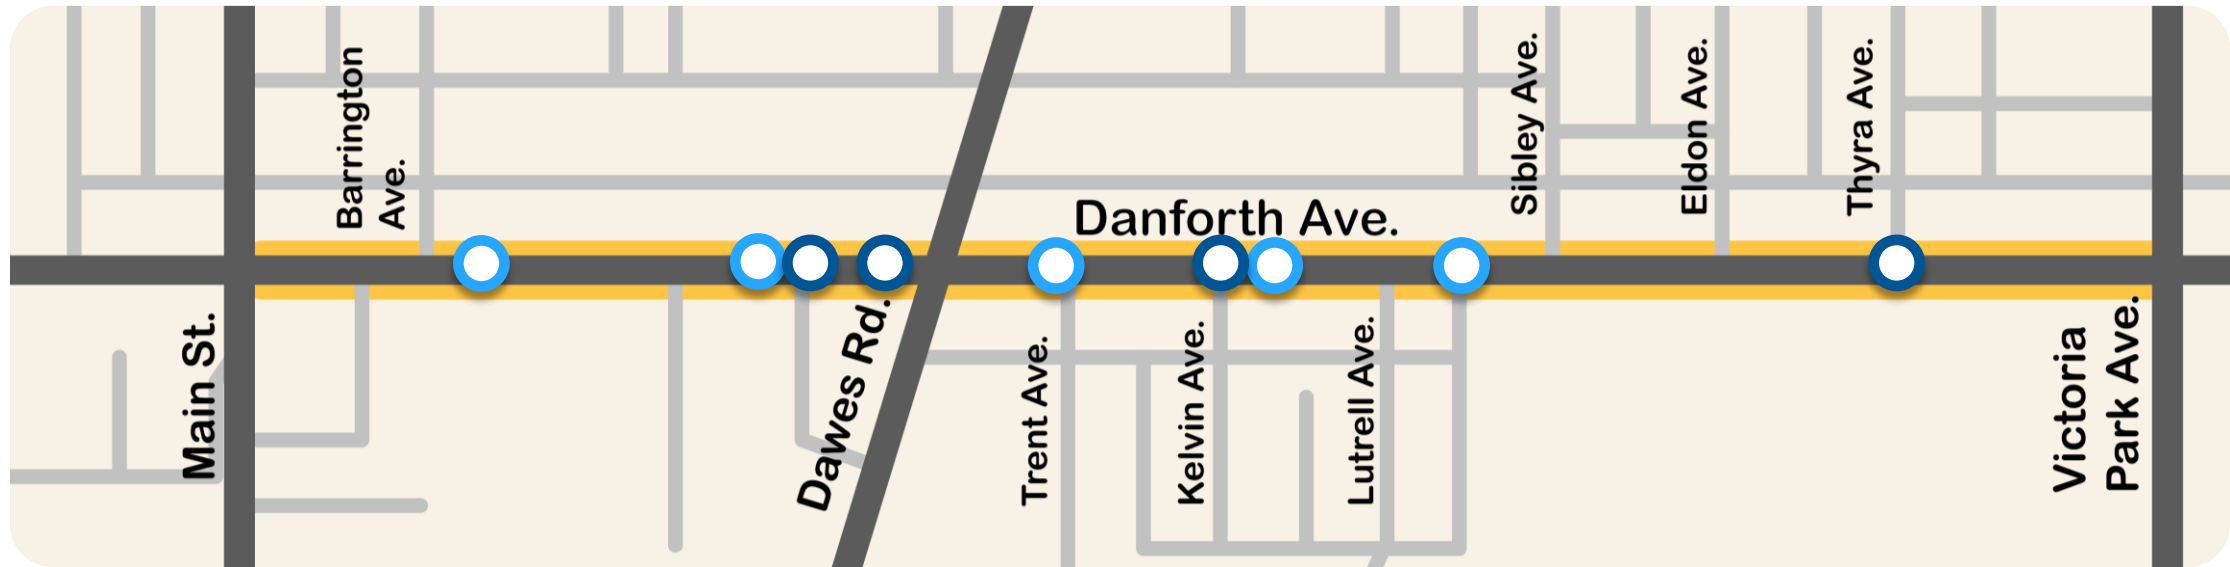 Barrington
Ave.
Sibley Ave.
Eldon Ave.
Thyra Ave.
Danforth Ave.
Main St.
Dawes Rd.
Trent Ave.
Kelvin Ave.
Lutrell Ave.
Victoria
Park Ave.